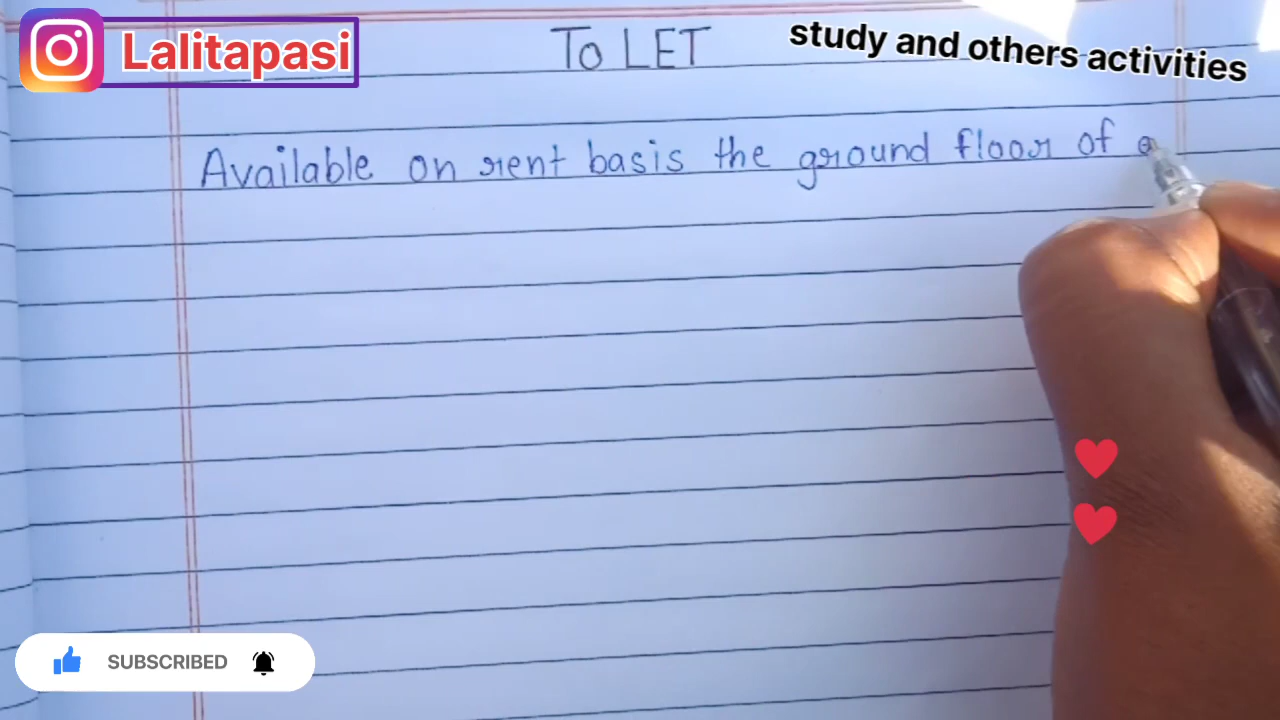 Lalitapasi
study and others activities
TO LET
Available on rent basis the ground floor of a
SUBSCRIBED